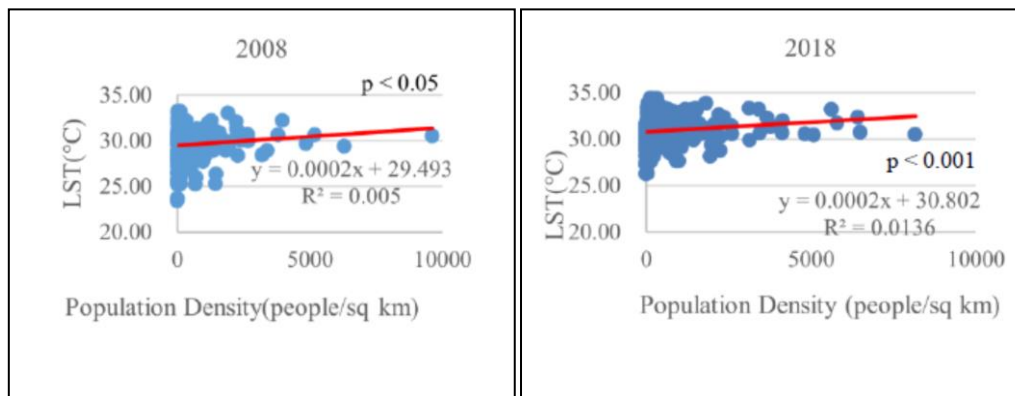 2008
p < 0.05
35.00
30.00
25.00
20.00
LST(°C)
y = 0.0002x + 29.493
R² = 0.005
0 5000 10000
Population Density(people/sq km)
2018
35.00
30.00
25.00
20.00
LST(°C)
p < 0.001
y = 0.0002x + 30.802
R² = 0.0136
0 5000 10000
Population Density (people/sq km)